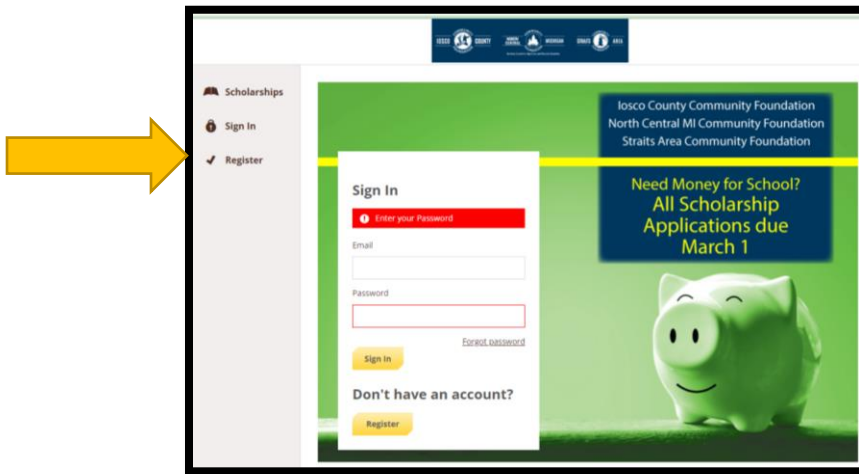 IOSCO COUNTY
NORTH CENTRAL MICHIGAN
STRAITS AREA
Scholarships
Sign In
Register
Iosco County Community Foundation
North Central MI Community Foundation
Straits Area Community Foundation
Need Money for School?
All Scholarship
Applications due
March 1
Sign In
Enter your Password
Email
Password
Forgot password
Sign In
Don't have an account?
Register